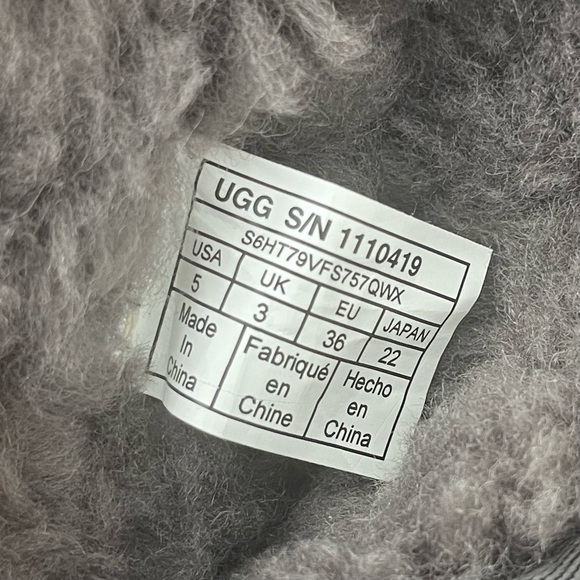 UGG S/N 1110419
S6HT79VFS757QWX
USA UK EU JAPAN
5 3 36 22
Made In China
Fabriqué en Chine
Hecho en China